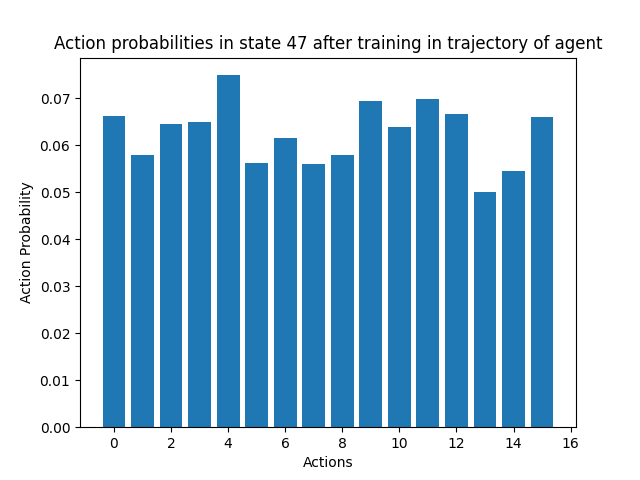 Action probabilities in state 47 after training in trajectory of agent
0.07
0.06
0.05
0.04
0.03
0.02
0.01
0.00
Action Probability
0 2 4 6 8 10 12 14 16
Actions